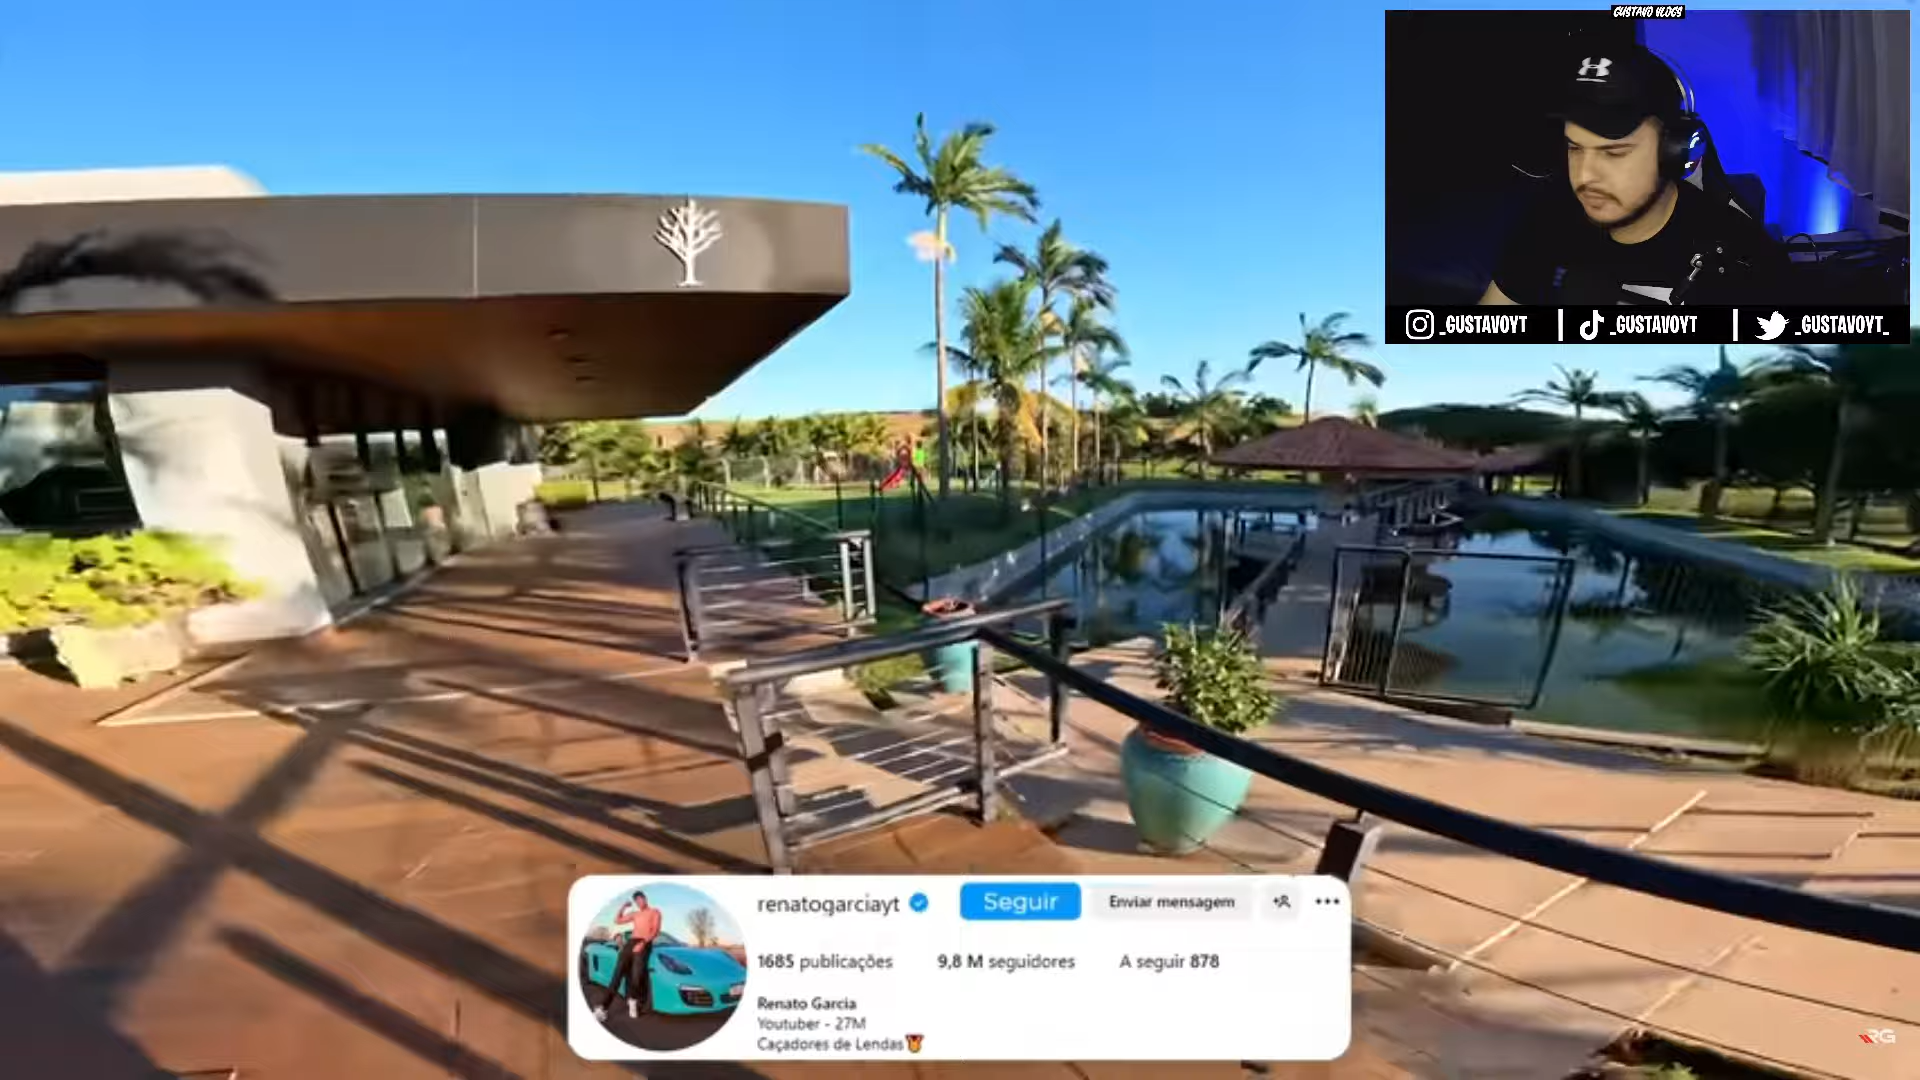 GUSTAVO VLOGS
_GUSTAVOYT | _GUSTAVOYT | _GUSTAVOYT_
renatogarciayt Seguir Enviar mensagem
1685 publicações 9,8 M seguidores A seguir 878
Renato Garcia
Youtuber - 27M
Caçadores de Lendas🏅
RG